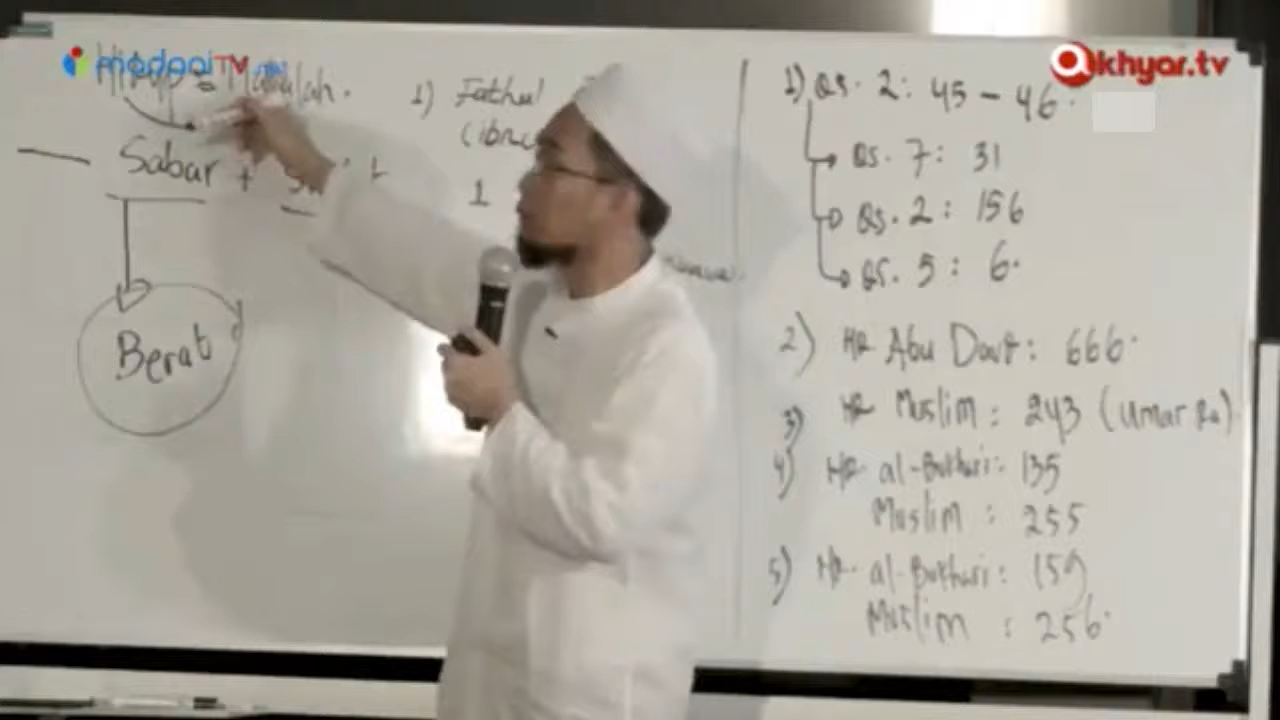 madaniTV
Akhyar.tv
Hidup = Masalah.
Sabar +
Berat
1) Fathul
(ibnu
1
1) QS. 2: 45 - 46.
QS. 7: 31
QS. 2: 156
QS. 5: 6.
2) HR Abu Daud: 666.
3) HR Muslim: 243 (Umar Ra)
4) HR al-Bukhari: 135
Muslim : 255
5) HR al-Bukhari: 159
Muslim : 256.